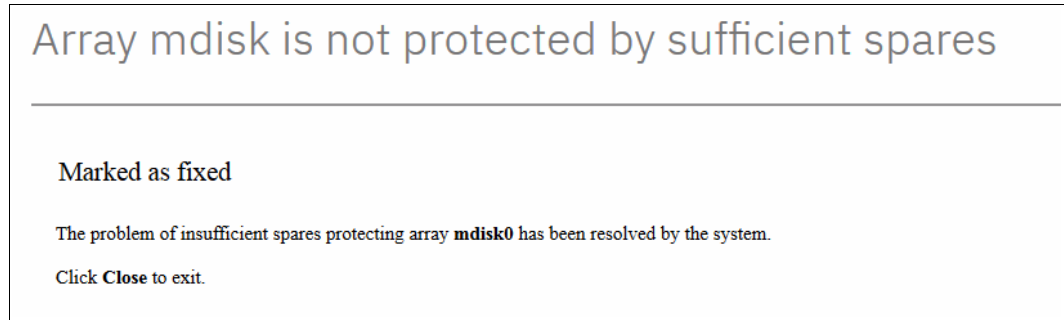 Array mdisk is not protected by sufficient spares
Marked as fixed
The problem of insufficient spares protecting array mdisk0 has been resolved by the system.
Click Close to exit.